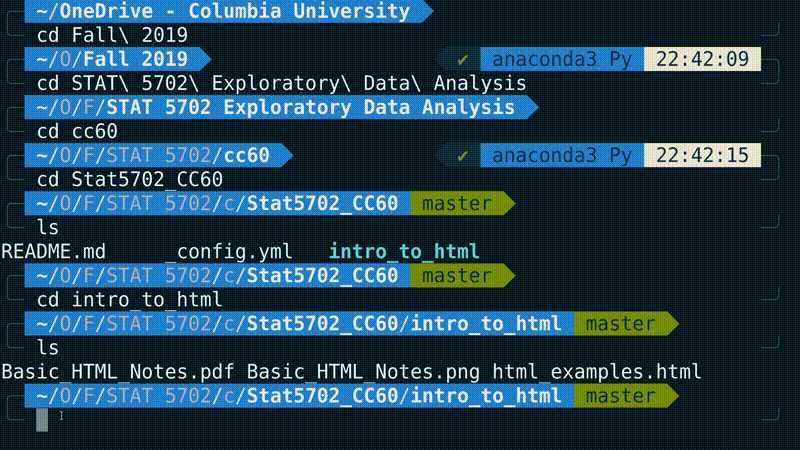 ~/OneDrive - Columbia University
cd Fall\ 2019
~/O/Fall 2019 ✔ anaconda3 Py 22:42:09
cd STAT\ 5702\ Exploratory\ Data\ Analysis
~/O/F/STAT 5702 Exploratory Data Analysis
cd cc60
~/O/F/STAT 5702/cc60 ✔ anaconda3 Py 22:42:15
cd Stat5702_CC60
~/O/F/STAT 5702/c/Stat5702_CC60 master
ls
README.md _config.yml intro_to_html
~/O/F/STAT 5702/c/Stat5702_CC60 master
cd intro_to_html
~/O/F/STAT 5702/c/Stat5702_CC60/intro_to_html master
ls
Basic_HTML_Notes.pdf Basic_HTML_Notes.png html_examples.html
~/O/F/STAT 5702/c/Stat5702_CC60/intro_to_html master